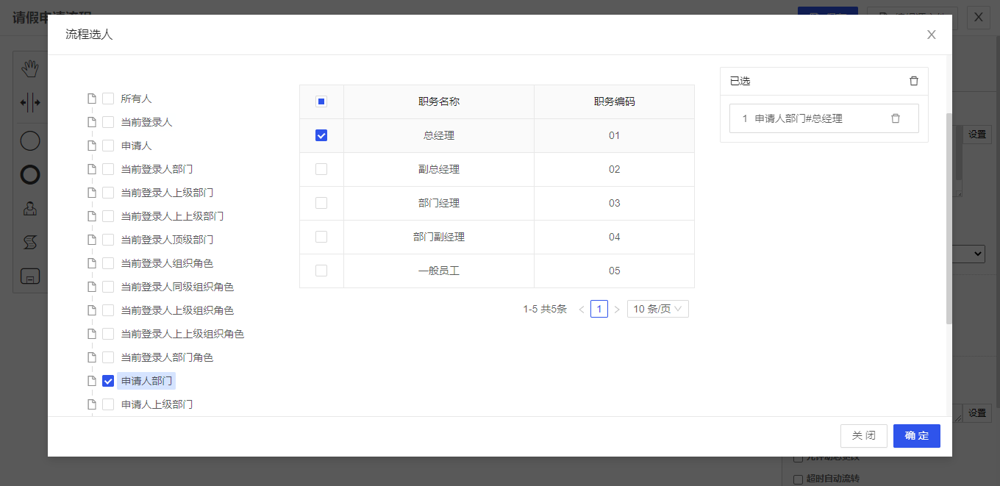 请假申请流程
保存
X
流程选人
X
所有人
当前登录人
申请人
当前登录人部门
当前登录人上级部门
当前登录人上上级部门
当前登录人顶级部门
当前登录人组织角色
当前登录人同级组织角色
当前登录人上级组织角色
当前登录人上上级组织角色
当前登录人部门角色
申请人部门
申请人上级部门
职务名称 职务编码
总经理 01
副总经理 02
部门经理 03
部门副经理 04
一般员工 05
1-5 共5条 < 1 > 10 条/页
已选
1 申请人部门#总经理
设置
设置
关 闭
确 定
超时自动流转